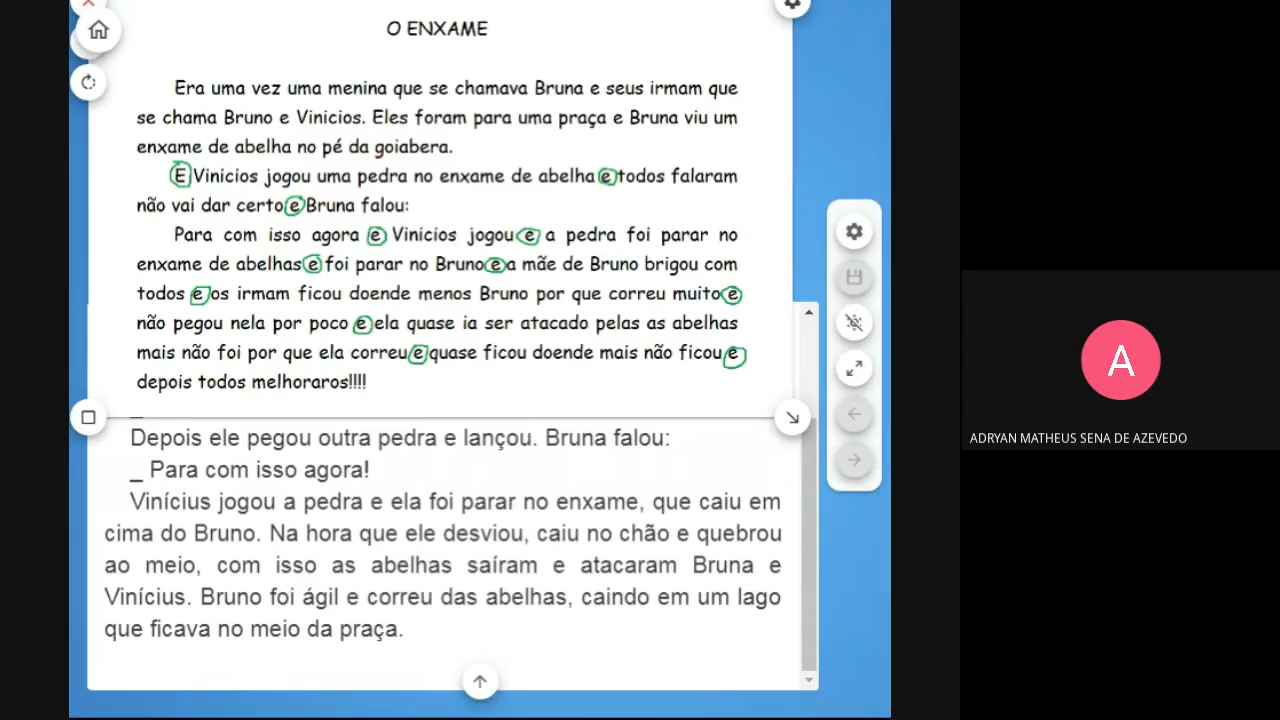 O ENXAME
Era uma vez uma menina que se chamava Bruna e seus irmam que
se chama Bruno e Vinicios. Eles foram para uma praça e Bruna viu um
enxame de abelha no pé da goiabera.
E Vinicios jogou uma pedra no enxame de abelha e todos falaram
não vai dar certo e Bruna falou:
Para com isso agora e Vinicios jogou e a pedra foi parar no
enxame de abelhas e foi parar no Bruno e a mãe de Bruno brigou com
todos e os irmam ficou doende menos Bruno por que correu muito e
não pegou nela por poco e ela quase ia ser atacado pelas as abelhas
mais não foi por que ela correu e quase ficou doende mais não ficou e
depois todos melhoraros!!!!
Depois ele pegou outra pedra e lançou. Bruna falou:
_ Para com isso agora!
Vinícius jogou a pedra e ela foi parar no enxame, que caiu em
cima do Bruno. Na hora que ele desviou, caiu no chão e quebrou
ao meio, com isso as abelhas saíram e atacaram Bruna e
Vinícius. Bruno foi ágil e correu das abelhas, caindo em um lago
que ficava no meio da praça.
A
ADRYAN MATHEUS SENA DE AZEVEDO